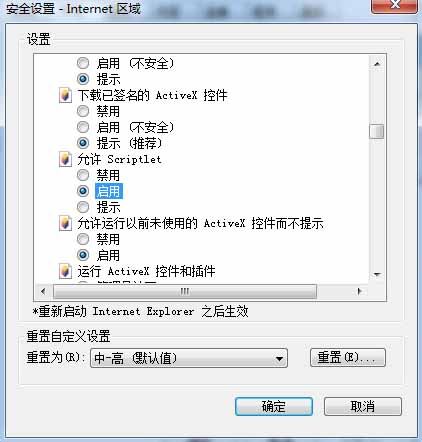 安全设置 - Internet 区域
设置
启用 (不安全)
提示
下载已签名的 ActiveX 控件
禁用
启用 (不安全)
提示 (推荐)
允许 Scriptlet
禁用
启用
提示
允许运行以前未使用的 ActiveX 控件而不提示
禁用
启用
运行 ActiveX 控件和插件
*重新启动 Internet Explorer 之后生效
重置自定义设置
重置为(R): 中-高 (默认值) 重置(E)...
确定 取消